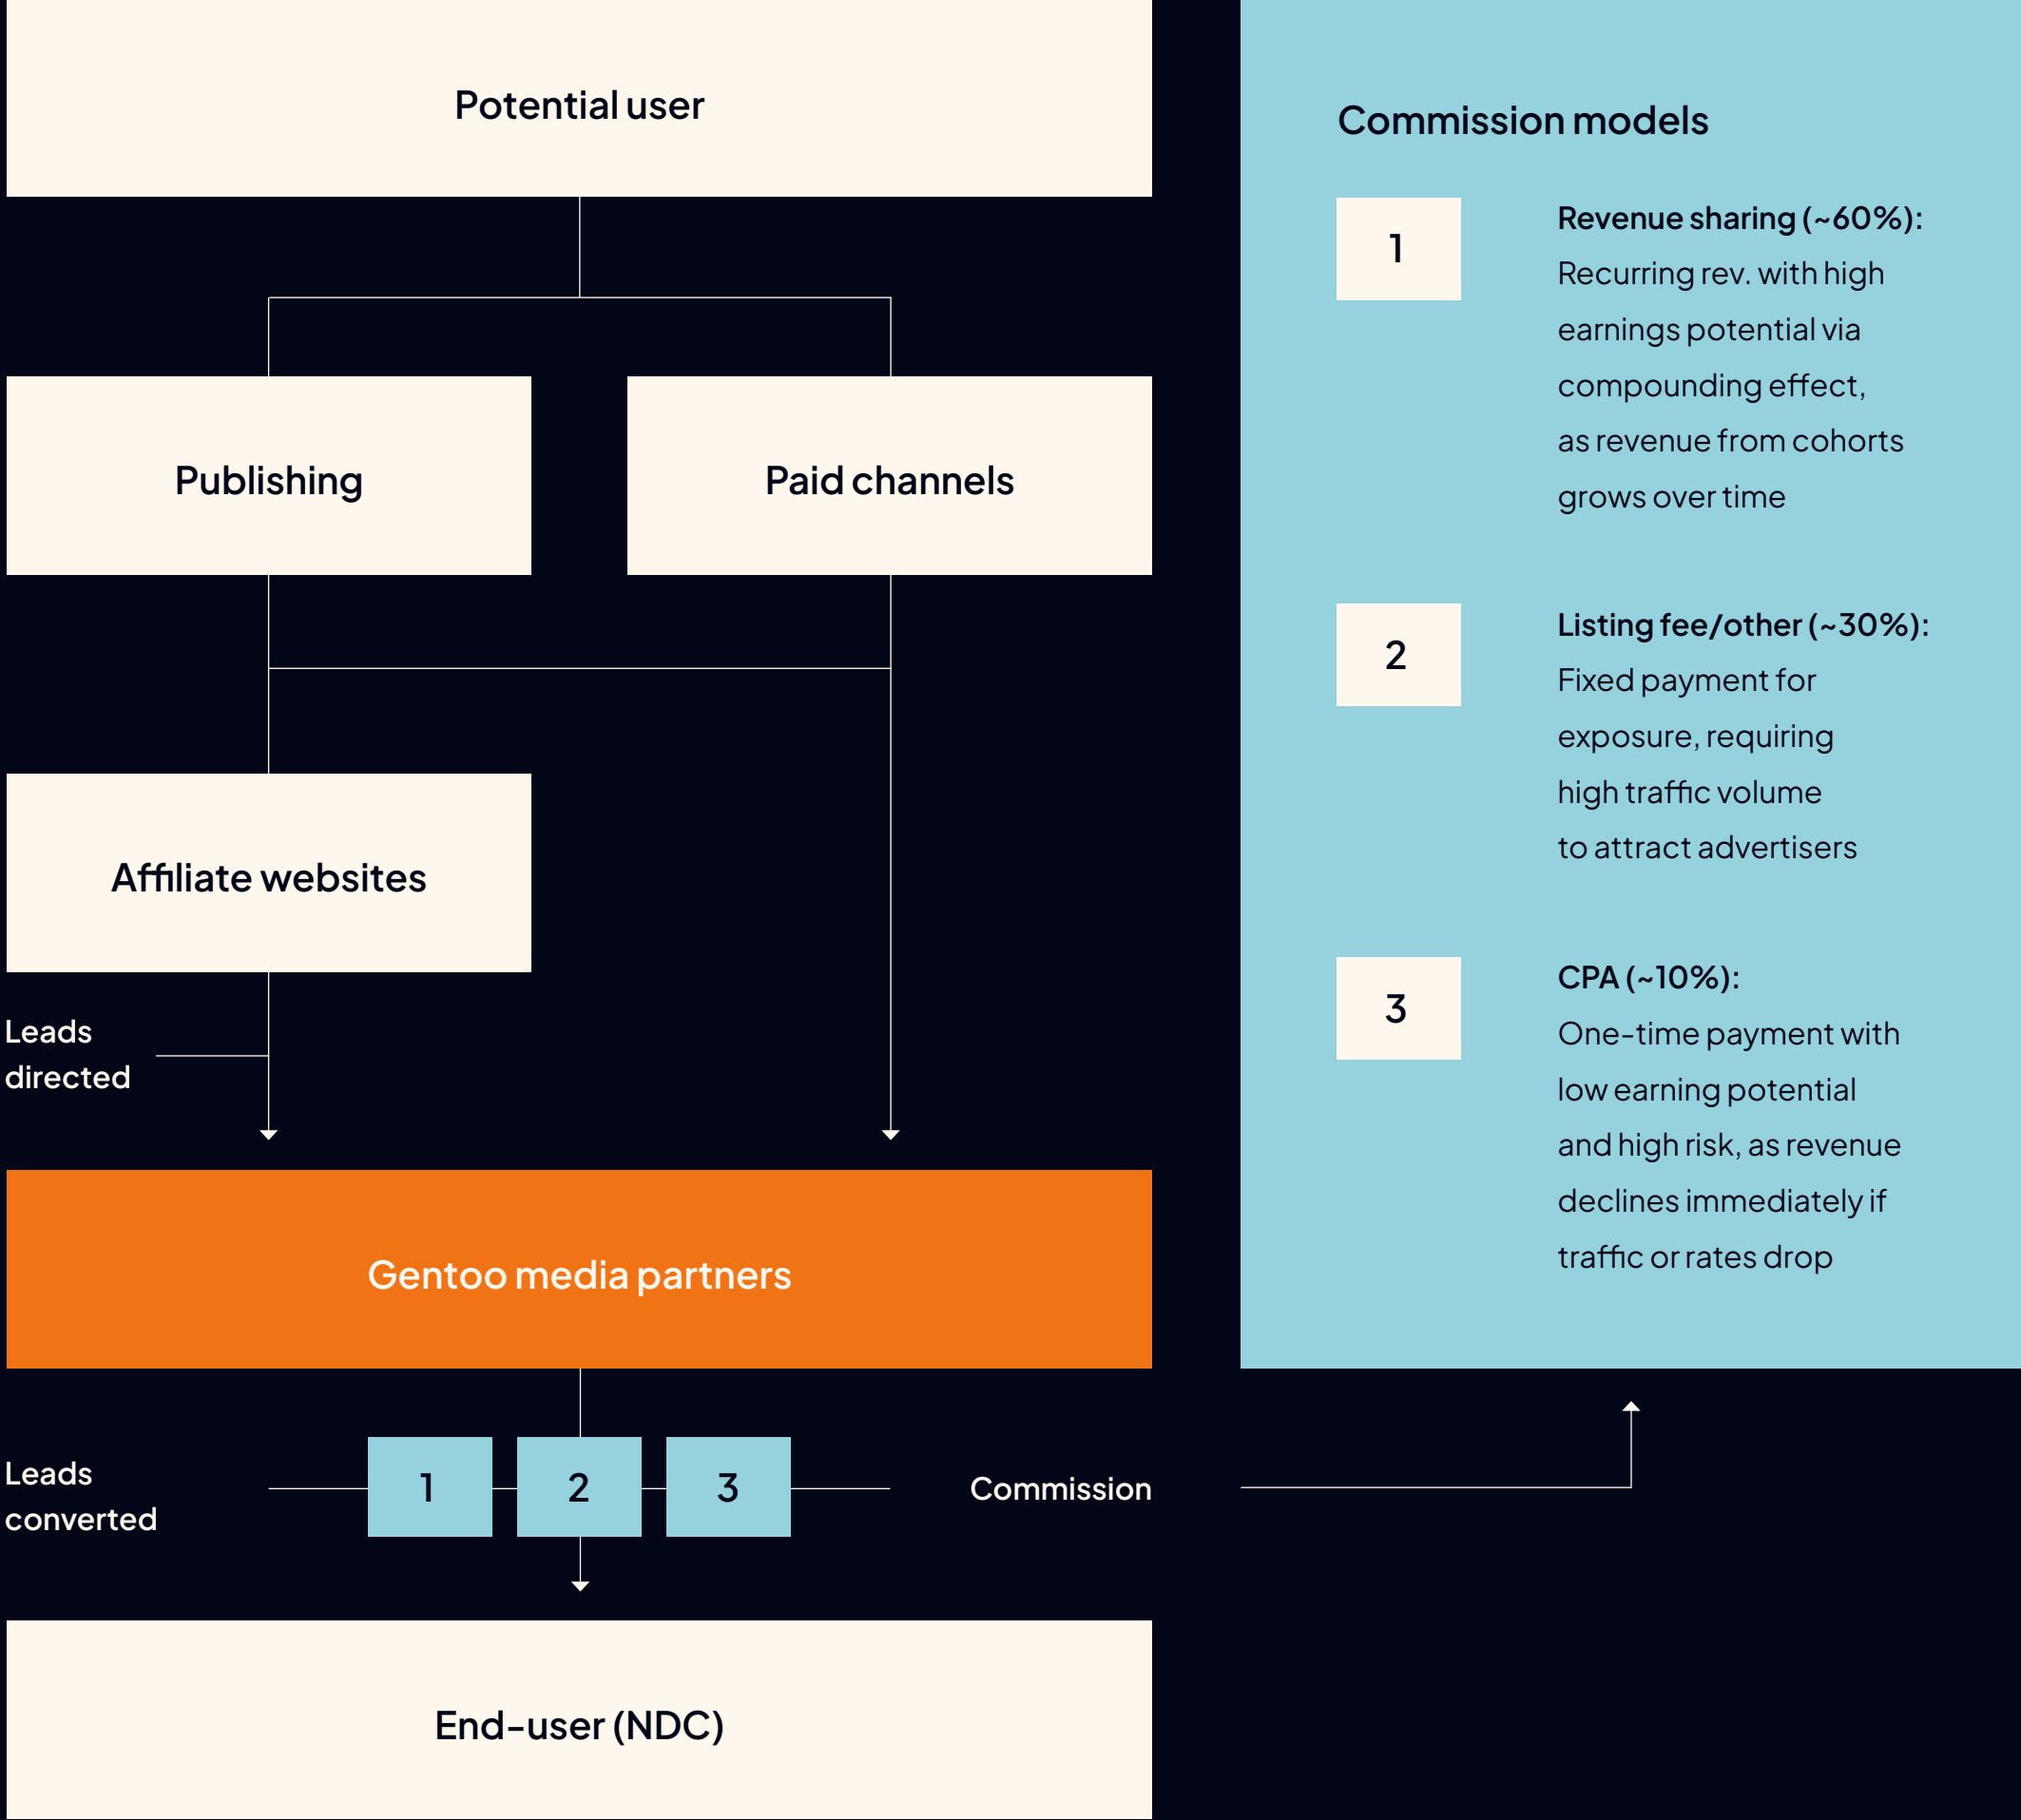 Potential user
Publishing
Paid channels
Affiliate websites
Leads
directed
Gentoo media partners
Leads
converted
1
2
3
Commission
End-user (NDC)
Commission models
1
Revenue sharing (~60%):
Recurring rev. with high
earnings potential via
compounding effect,
as revenue from cohorts
grows over time
2
Listing fee/other (~30%):
Fixed payment for
exposure, requiring
high traffic volume
to attract advertisers
3
CPA (~10%):
One-time payment with
low earning potential
and high risk, as revenue
declines immediately if
traffic or rates drop